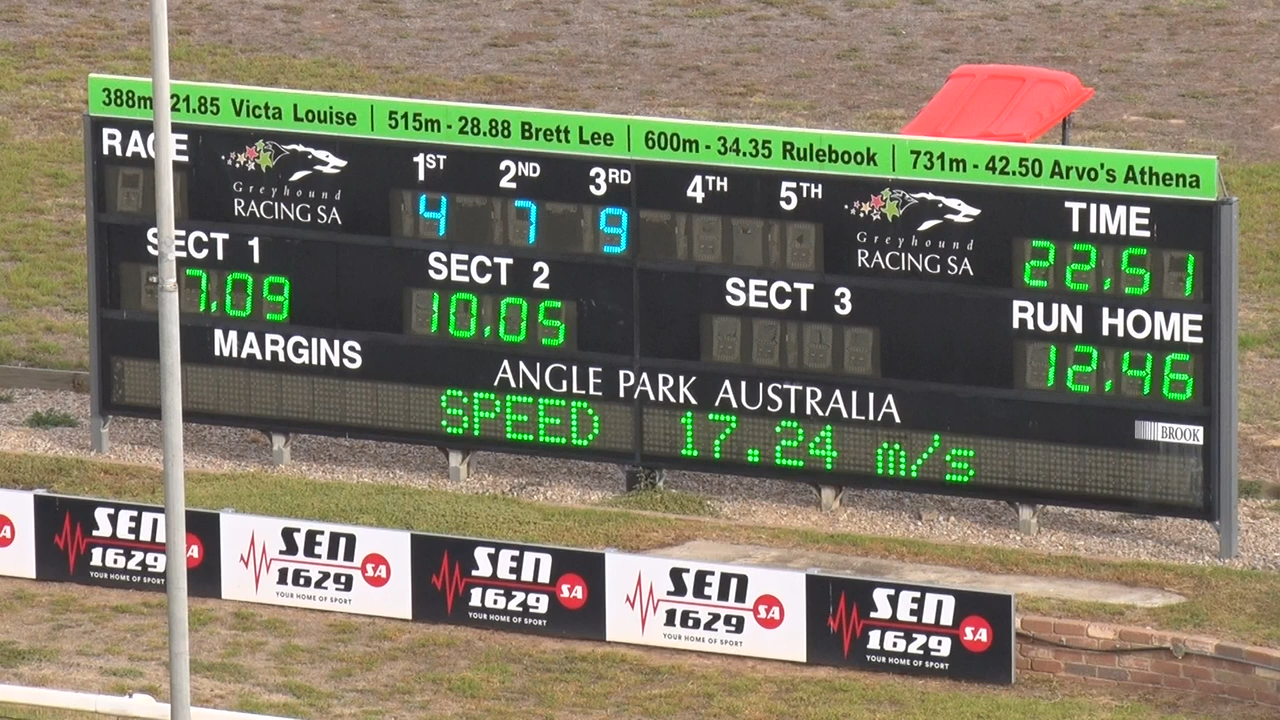 388m 21.85 Victa Louise | 515m - 28.88 Brett Lee | 600m - 34.35 Rulebook | 731m - 42.50 Arvo's Athena
RACE
Greyhound
RACING SA
1ST 2ND 3RD 4TH 5TH
4 7 9
Greyhound
RACING SA
TIME
22.51
SECT 1
7.09
SECT 2
10.05
SECT 3
RUN HOME
12.46
MARGINS
ANGLE PARK AUSTRALIA
SPEED 17.24 m/s
BROOK
SA
SEN
1629
SA
YOUR HOME OF SPORT
SEN
1629
SA
YOUR HOME OF SPORT
SEN
1629
SA
YOUR HOME OF SPORT
SEN
1629
SA
YOUR HOME OF SPORT
SEN
1629
SA
YOUR HOME OF SPORT